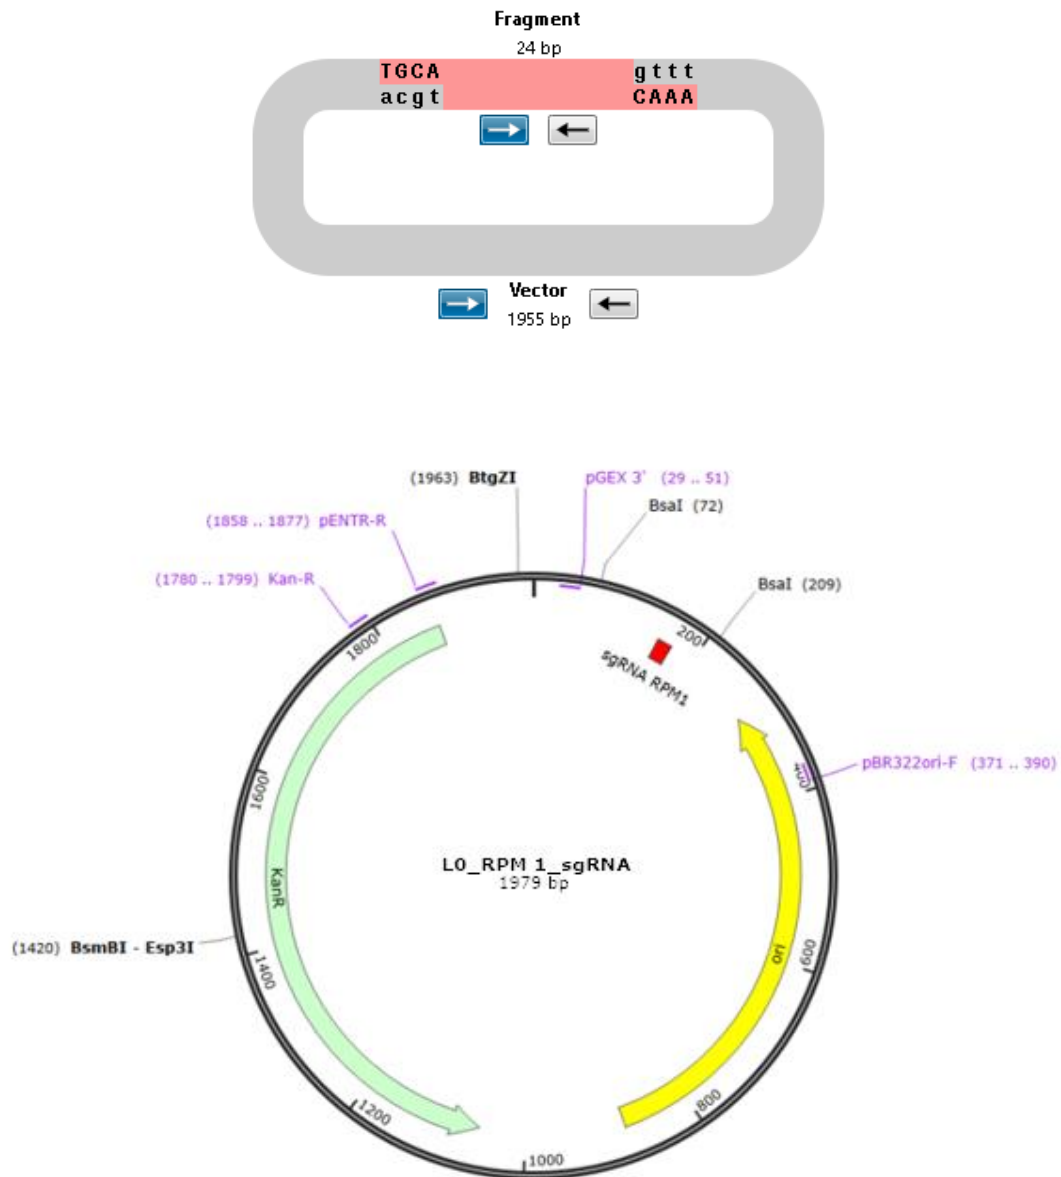 Fragment
24 bp
TGCA gttt
acgt CAAA
Vector
1955 bp
(1963) BtgZI
pGEX 3' (29 .. 51)
BsaI (72)
(1858 .. 1877) pENTR-R
(1780 .. 1799) Kan-R
BsaI (209)
200
1800
sgRNA RPM1
pBR322ori-F (371 .. 390)
400
1600
L0_RPM 1_sgRNA
1979 bp
KanR
(1420) BsmBI - Esp3I
ori
600
1400
1200
800
1000